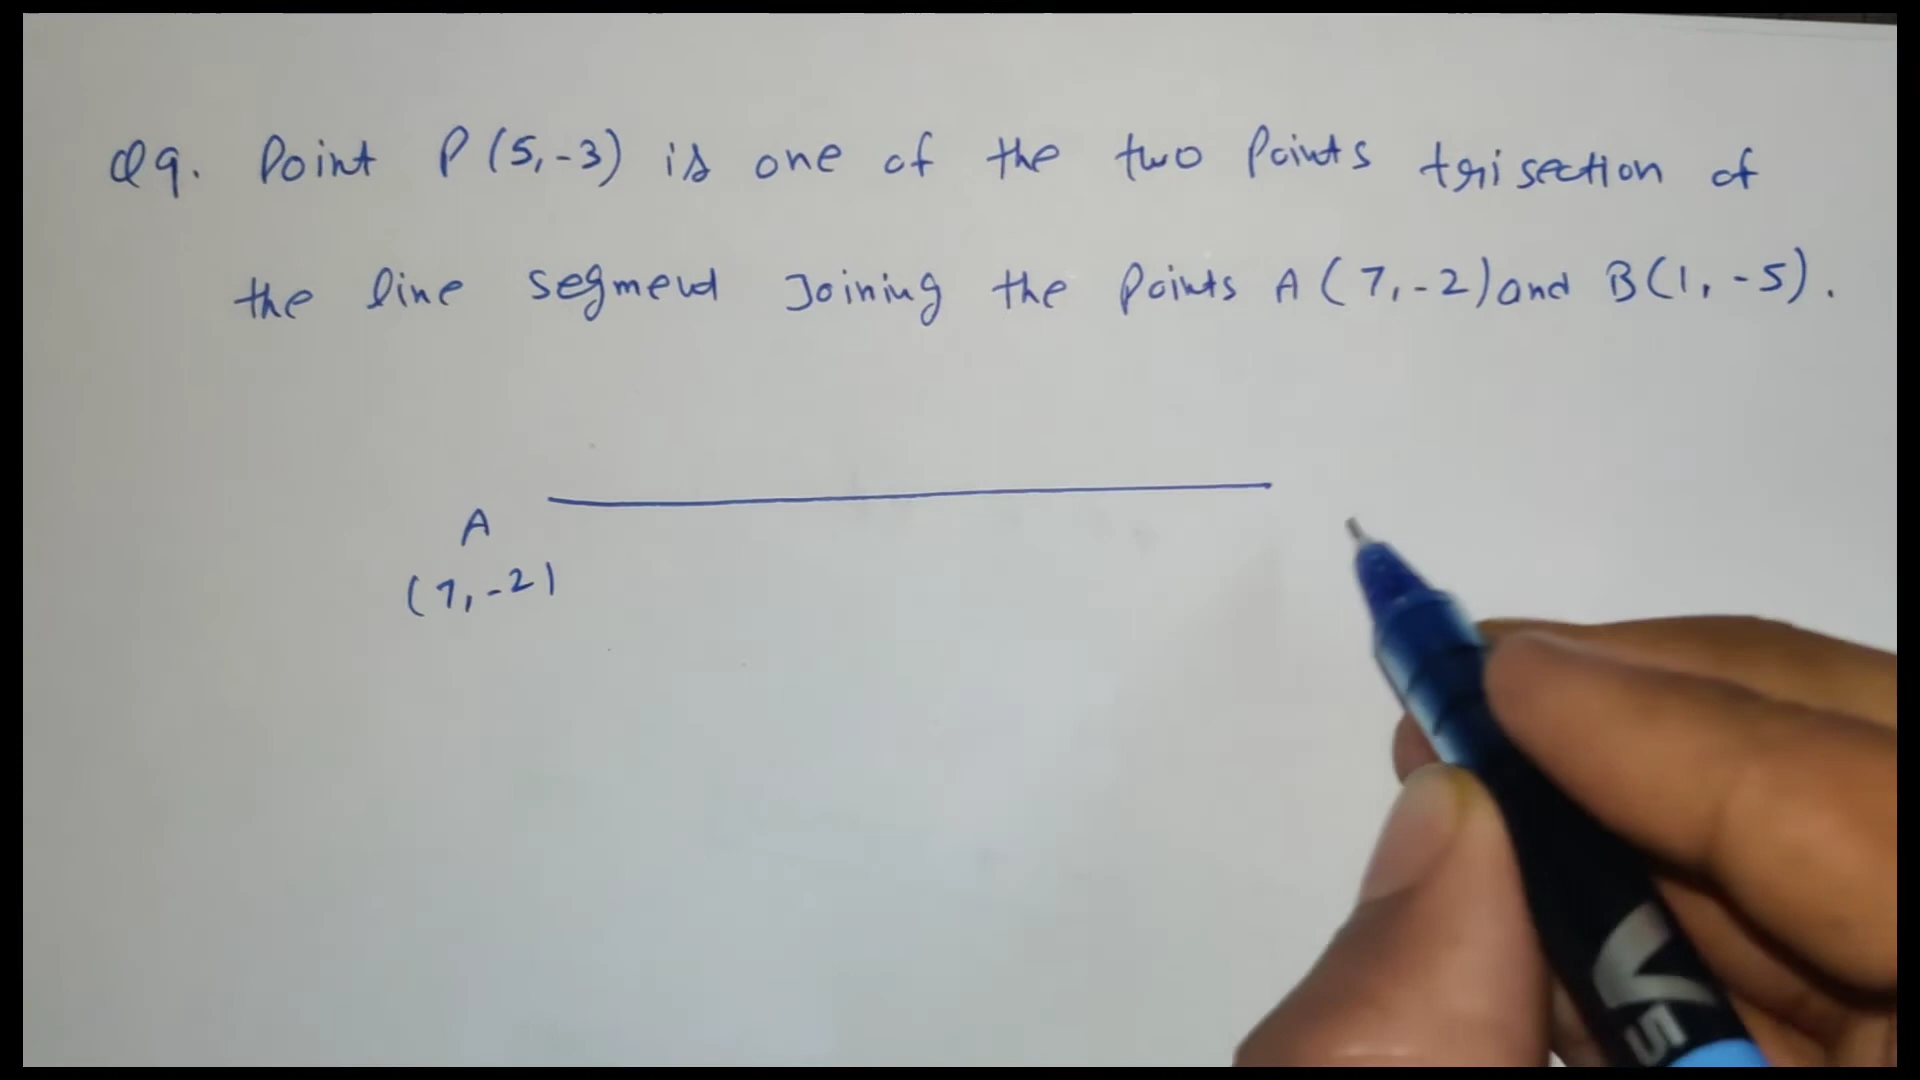 Q9. Point P(5,-3) is one of the two Points trisection of
the line segment Joining the Points A(7,-2) and B(1,-5).
A
(7,-2)
V5